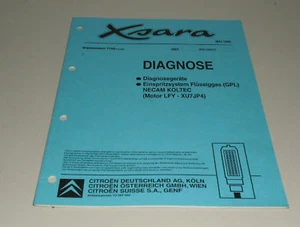 Xsara
DIAGNOSE
Diagnosegeräte
Einspritzsystem Flüssiggas (GPL)
NECAM KOLTEC
(Motor LFY - XU7JP4)
CITROËN DEUTSCHLAND AG, KÖLN
CITROËN ÖSTERREICH GMBH, WIEN
CITROËN SUISSE S.A., GENF